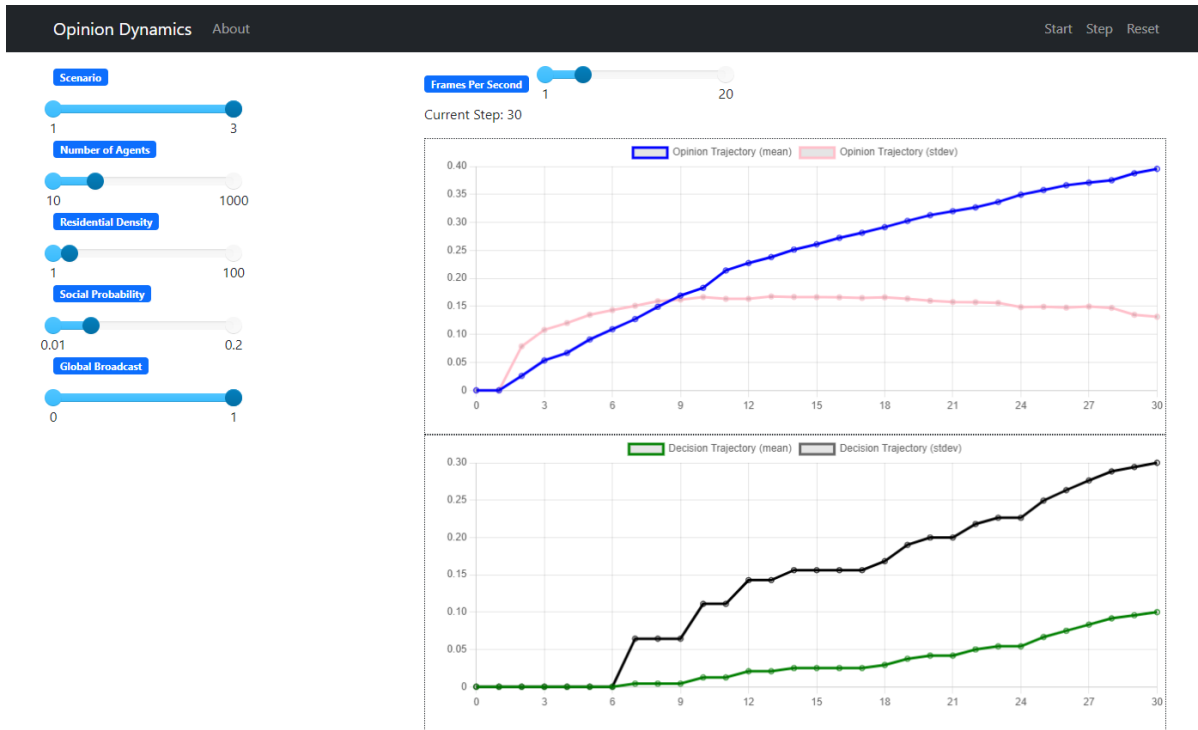 Opinion Dynamics About Start Step Reset
Scenario
1 3
Number of Agents
10 1000
Residential Density
1 100
Social Probability
0.01 0.2
Global Broadcast
0 1
Frames Per Second
1 20
Current Step: 30
Opinion Trajectory (mean) Opinion Trajectory (stdev)
0.40
0.35
0.30
0.25
0.20
0.15
0.10
0.05
0
0 3 6 9 12 15 18 21 24 27 30
Decision Trajectory (mean) Decision Trajectory (stdev)
0.30
0.25
0.20
0.15
0.10
0.05
0
0 3 6 9 12 15 18 21 24 27 30